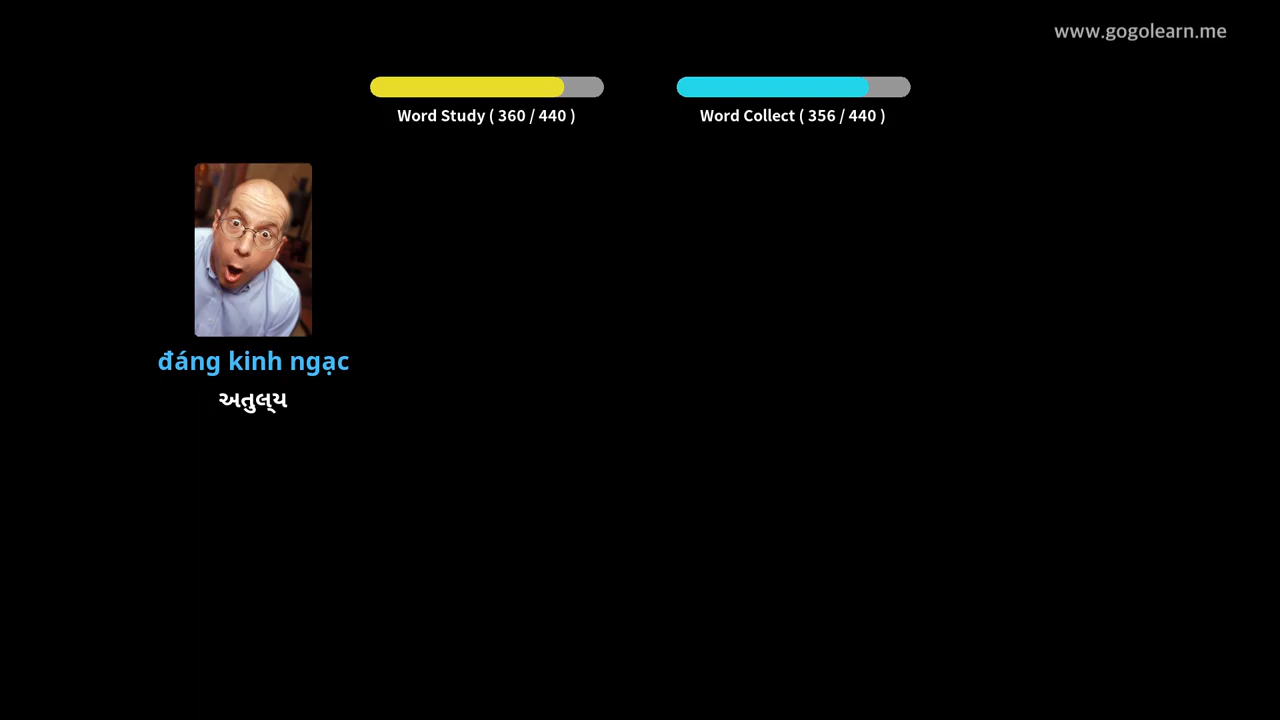 www.gogolearn.me
Word Study ( 360 / 440 )
Word Collect ( 356 / 440 )
đáng kinh ngạc
અતુલ્ય